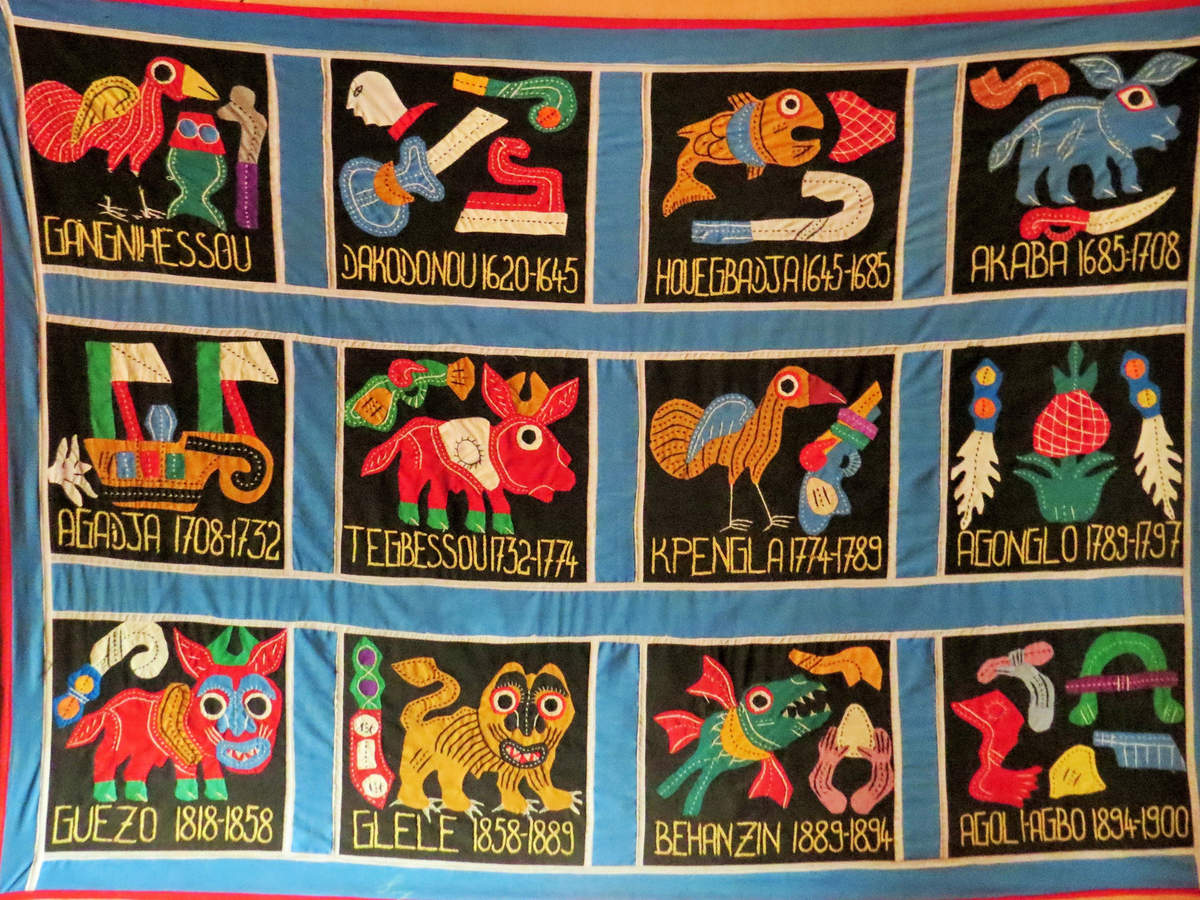 GANGNIHESSOU
DAKODONOU 1620-1645
HOUEGBADJA 1645-1685
AKABA 1685-1708
AGADJA 1708-1732
TEGBESSOU 1732-1774
KPENGLA 1774-1789
AGONGLO 1789-1797
GUEZO 1818-1858
GLELE 1858-1889
BEHANZIN 1889-1894
AGOLI-AGBO 1894-1900